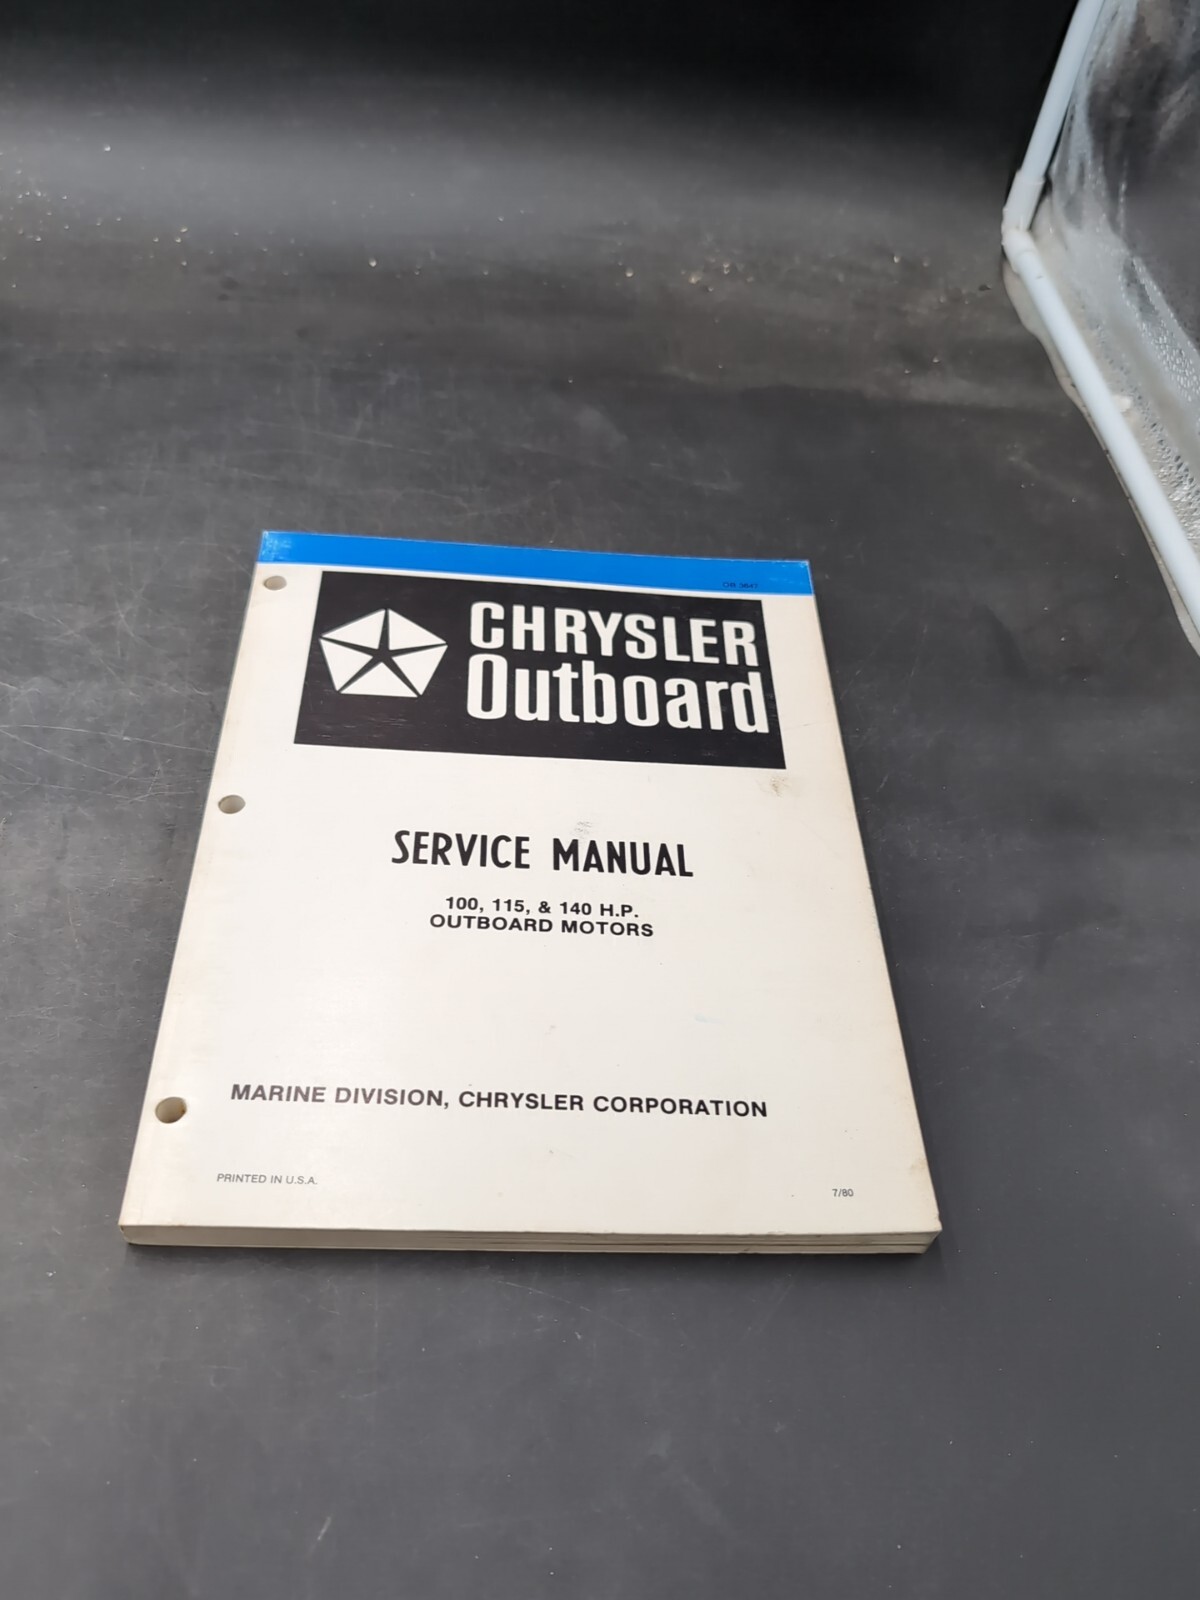 CHRYSLER
Outboard
SERVICE MANUAL
100, 115, & 140 H.P.
OUTBOARD MOTORS
MARINE DIVISION, CHRYSLER CORPORATION
PRINTED IN U.S.A.
7/80